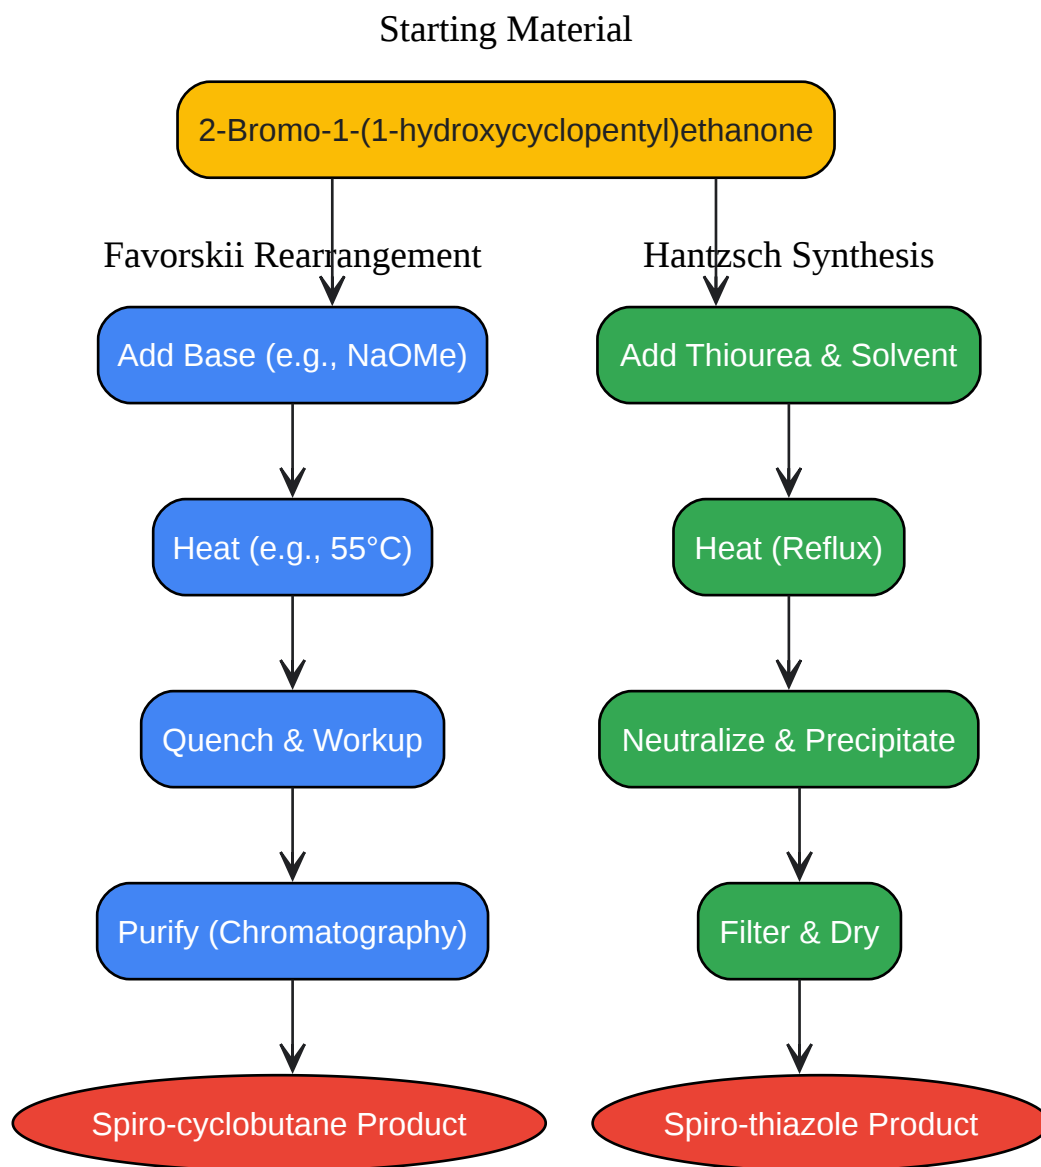 Starting Material
2-Bromo-1-(1-hydroxycyclopentyl)ethanone
Favorskii Rearrangement
Hantzsch Synthesis
Add Base (e.g., NaOMe)
Add Thiourea & Solvent
Heat (e.g., 55°C)
Heat (Reflux)
Quench & Workup
Neutralize & Precipitate
Purify (Chromatography)
Filter & Dry
Spiro-cyclobutane Product
Spiro-thiazole Product